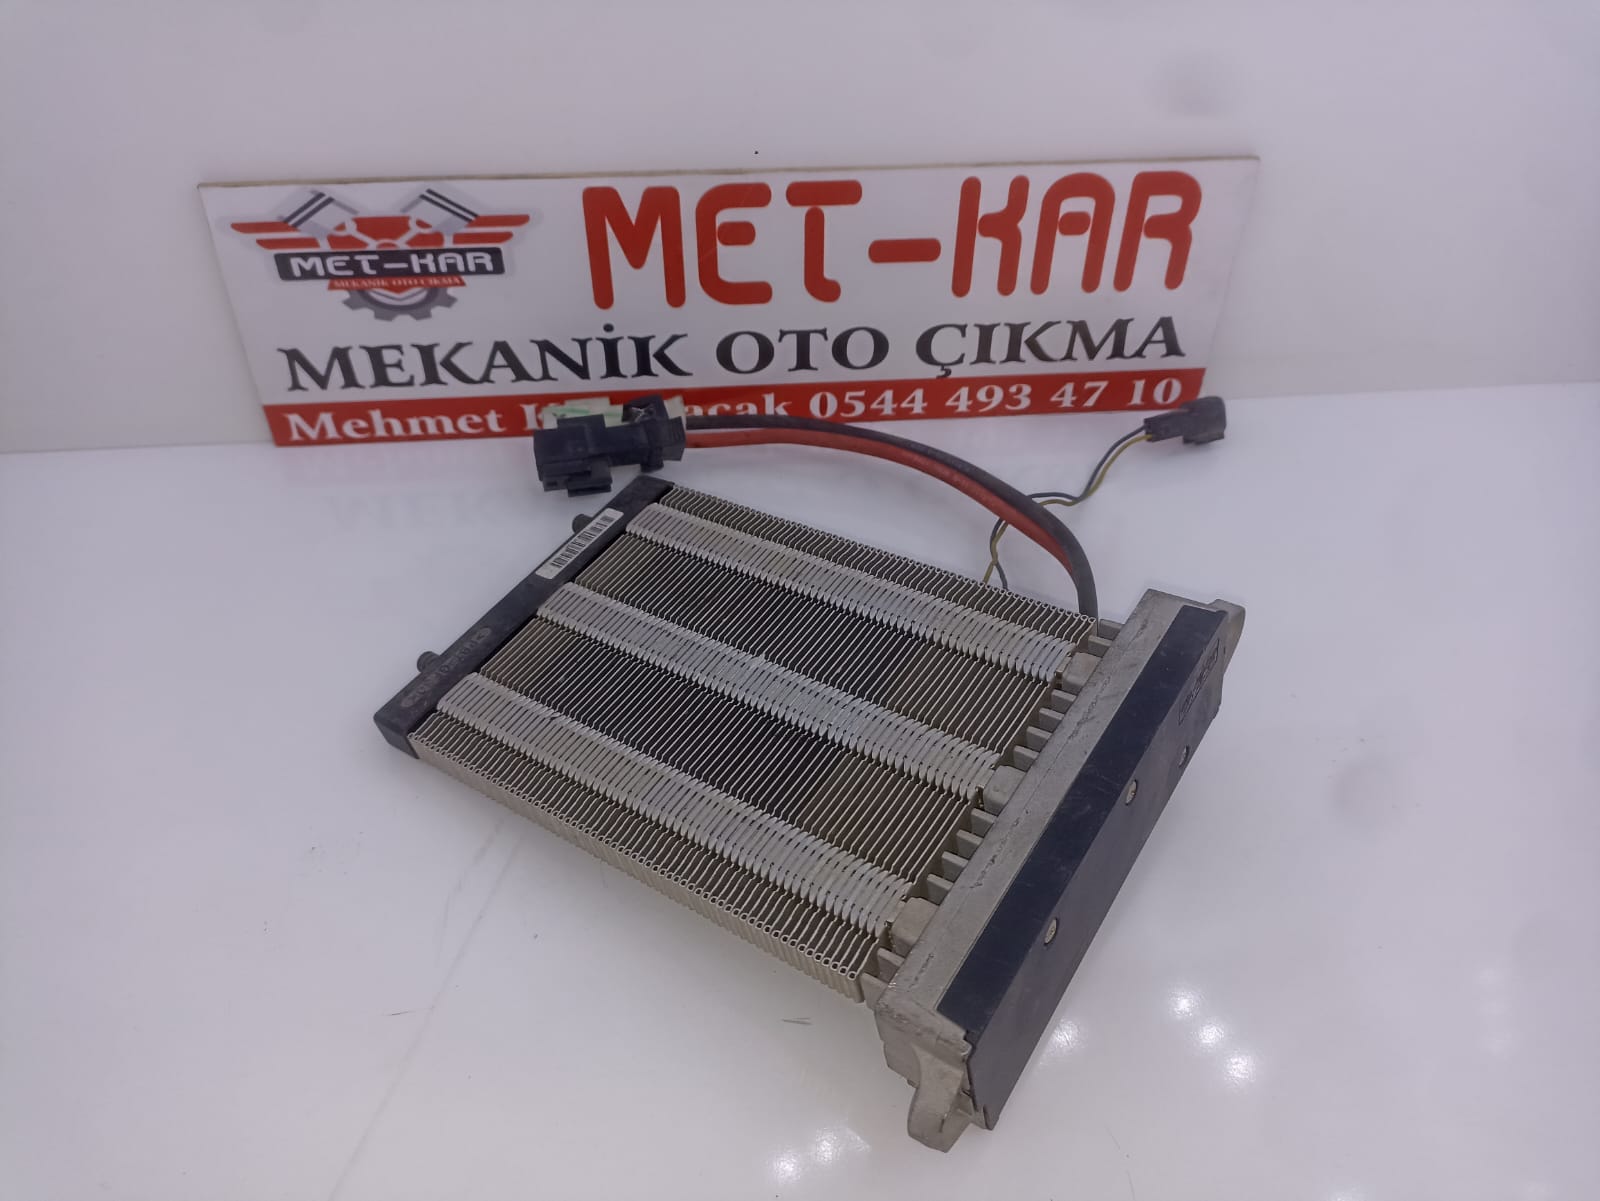 MET-KAR
MEKANİK OTO ÇIKMA
MET-KAR
MEKANİK OTO ÇIKMA
Mehmet 0544 493 47 10